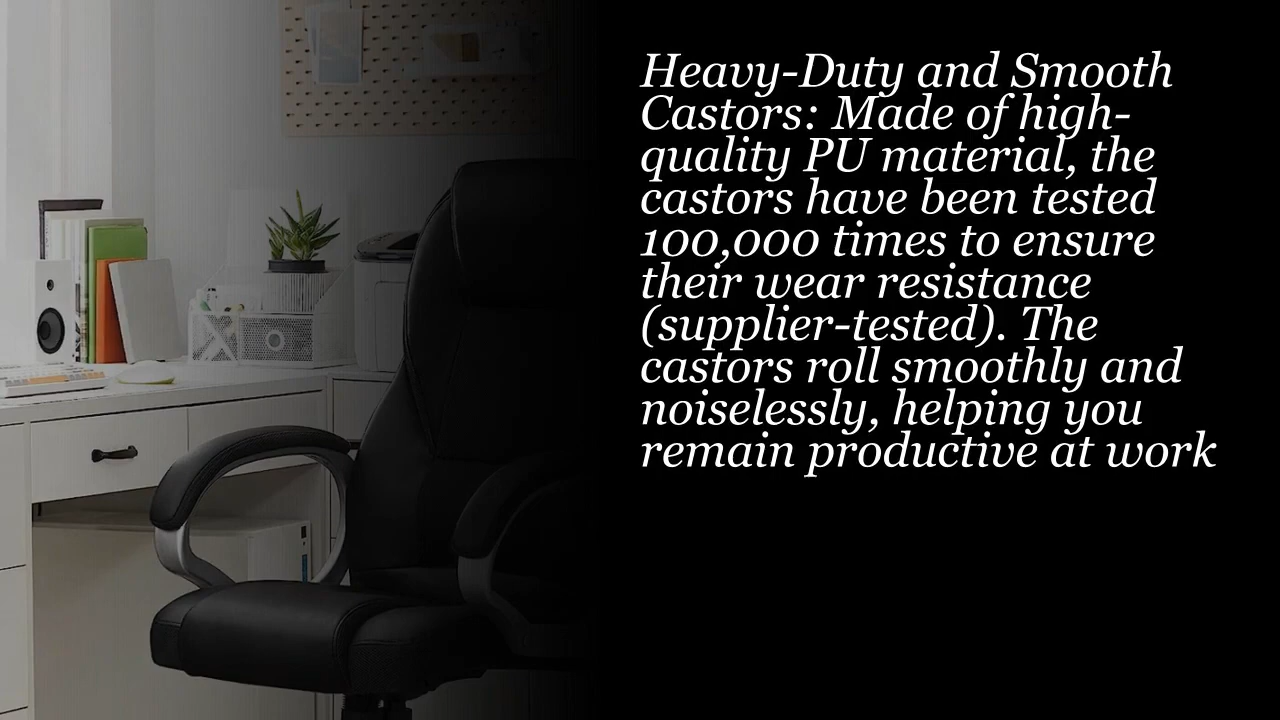 Heavy-Duty and Smooth
Castors: Made of high-
quality PU material, the
castors have been tested
100,000 times to ensure
their wear resistance
(supplier-tested). The
castors roll smoothly and
noiselessly, helping you
remain productive at work